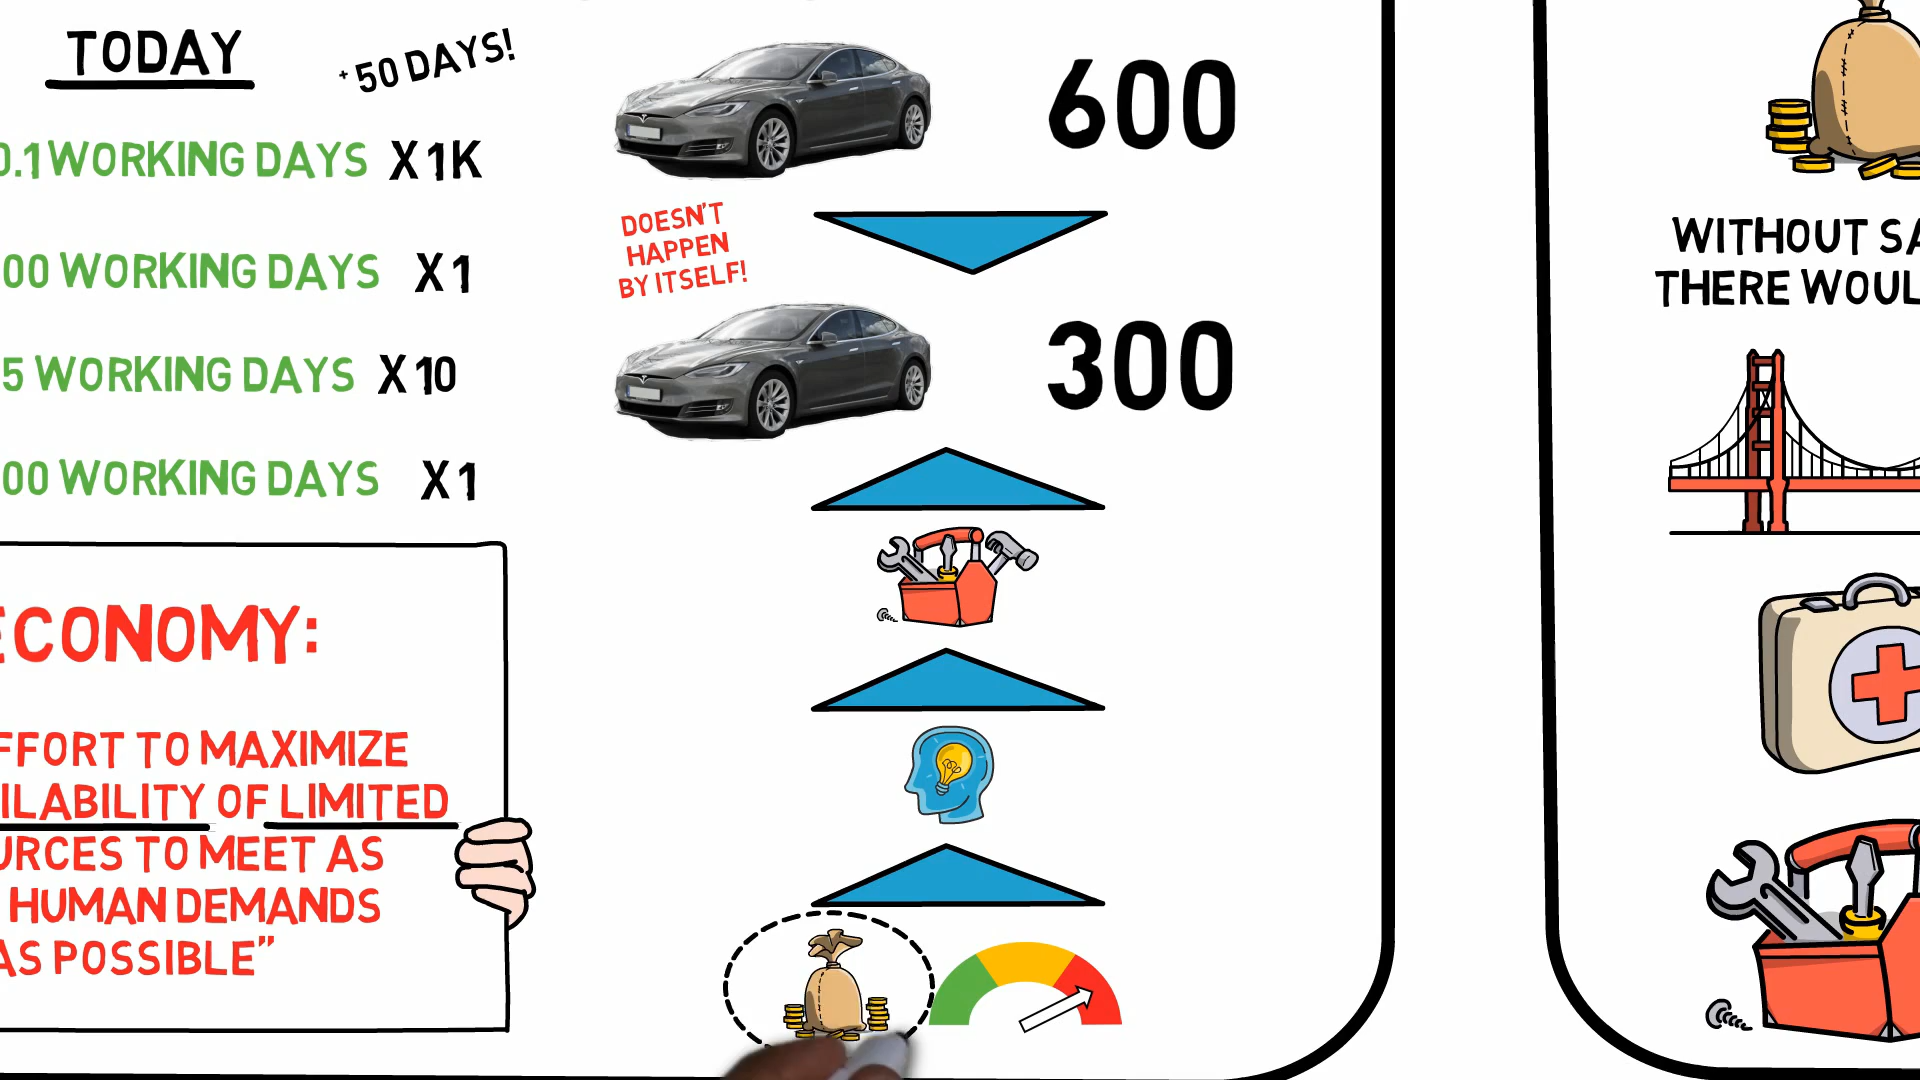 TODAY
+50 DAYS!
0.1 WORKING DAYS X 1K
00 WORKING DAYS X 1
5 WORKING DAYS X 10
00 WORKING DAYS X 1
ECONOMY:
FFORT TO MAXIMIZE
ILABILITY OF LIMITED
URCES TO MEET AS
HUMAN DEMANDS
AS POSSIBLE"
600
DOESN'T
HAPPEN
BY ITSELF!
300
WITHOUT SA
THERE WOUL